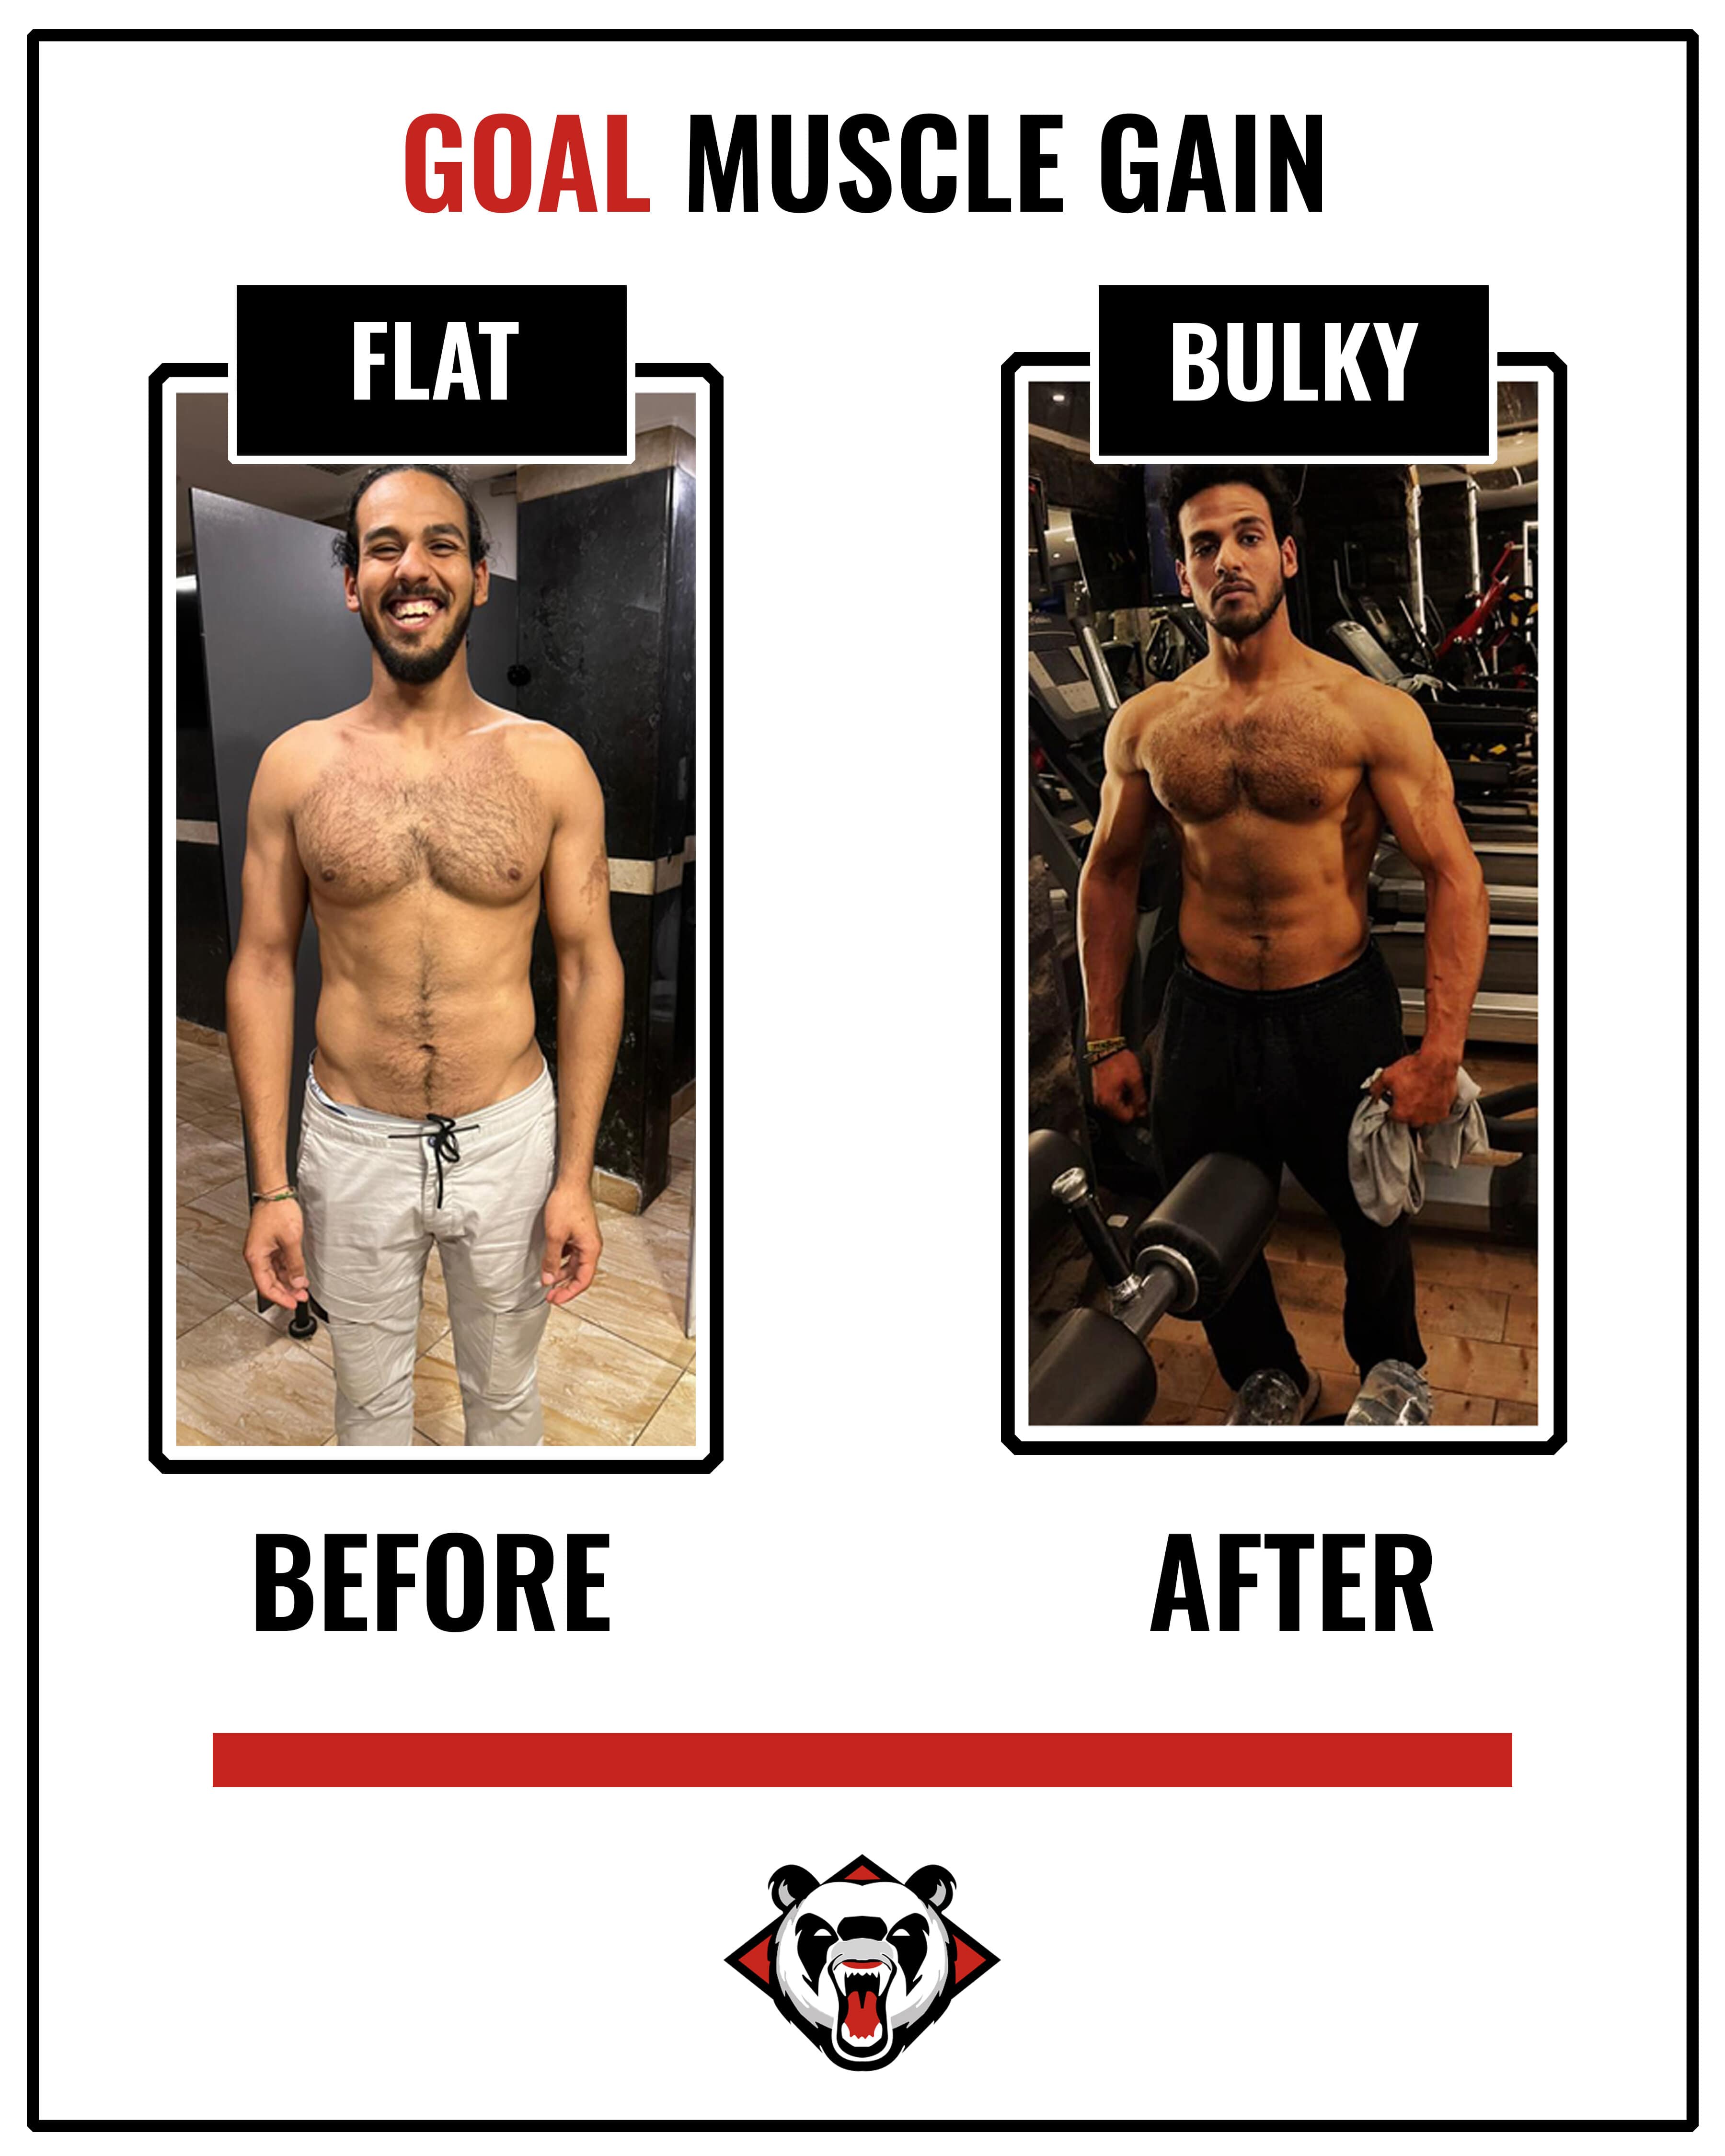 GOAL MUSCLE GAIN
FLAT
BULKY
BEFORE
AFTER